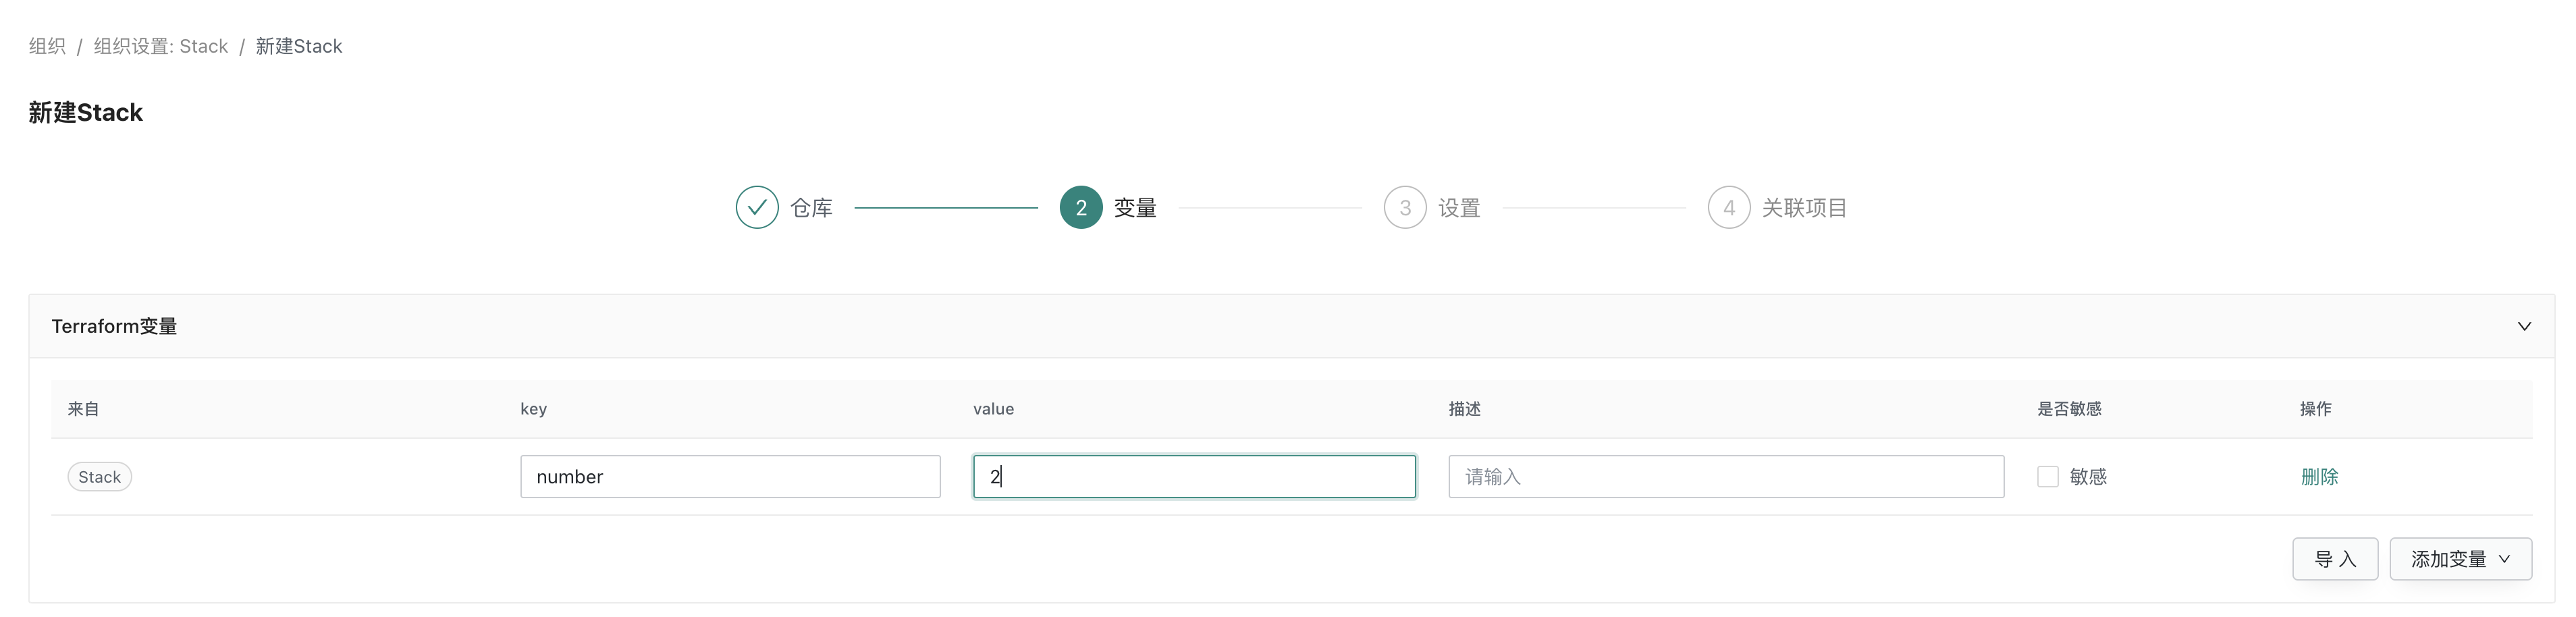 组织 / 组织设置: Stack / 新建Stack
新建Stack
仓库 2 变量 3 设置 4 关联项目
Terraform变量
来自 key value 描述 是否敏感 操作
Stack number 2 请输入 敏感 删除
导 入 添加变量